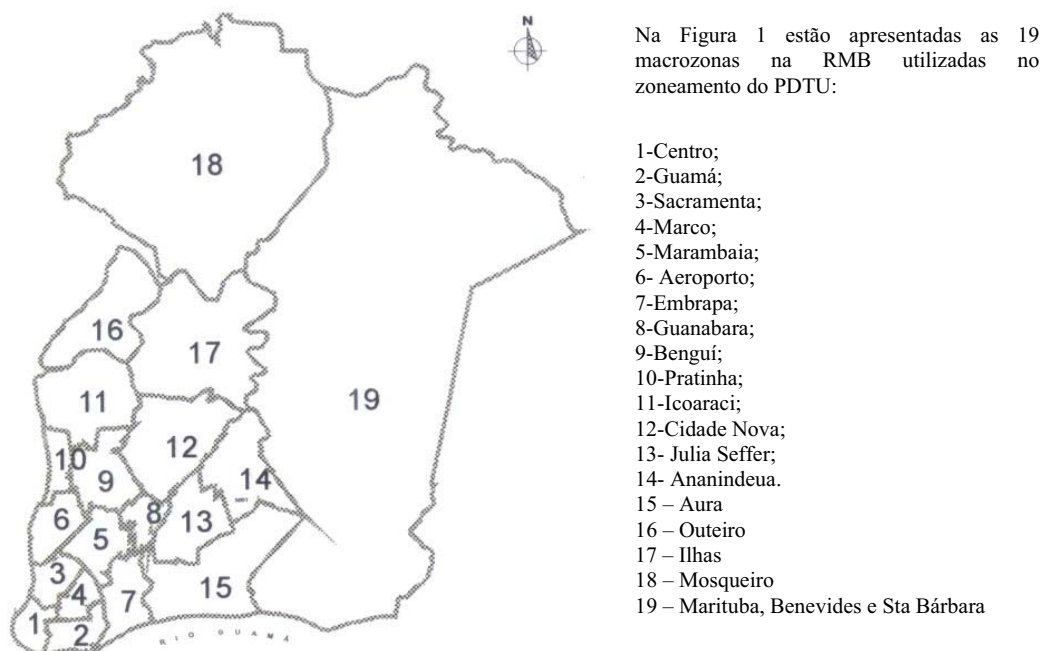 N
Na Figura 1 estão apresentadas as 19
macrozonas na RMB utilizadas no
zoneamento do PDTU:
1-Centro;
2-Guamá;
3-Sacramenta;
4-Marco;
5-Marambaia;
6- Aeroporto;
7-Embrapa;
8-Guanabara;
9-Benguí;
10-Pratinha;
11-Icoaraci;
12-Cidade Nova;
13- Julia Seffer;
14- Ananindeua.
15 – Aura
16 – Outeiro
17 – Ilhas
18 – Mosqueiro
19 – Marituba, Benevides e Sta Bárbara
18
16
17
11
19
12
10
9
14
8
6
13
5
3
4
15
7
1
2
RIO GUAMÁ